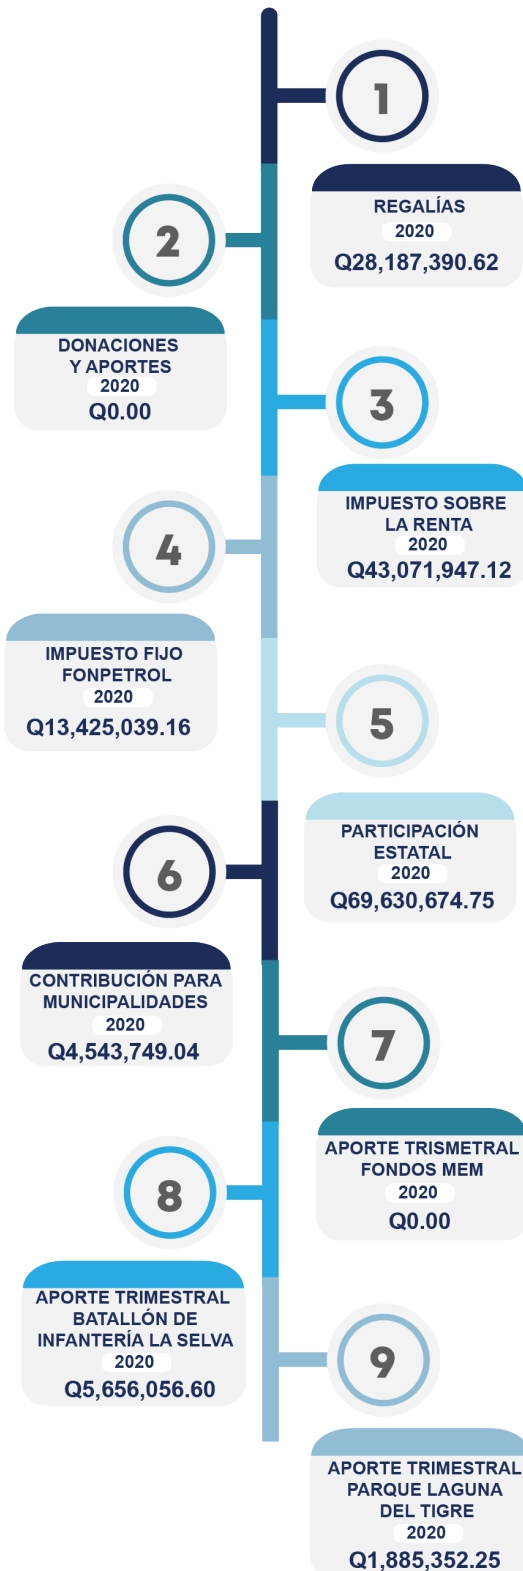 1
REGALÍAS
2020
Q28,187,390.62
2
DONACIONES
Y APORTES
2020
Q0.00
3
IMPUESTO SOBRE
LA RENTA
2020
Q43,071,947.12
4
IMPUESTO FIJO
FONPETROL
2020
Q13,425,039.16
5
PARTICIPACIÓN
ESTATAL
2020
Q69,630,674.75
6
CONTRIBUCIÓN PARA
MUNICIPALIDADES
2020
Q4,543,749.04
7
APORTE TRISMETRAL
FONDOS MEM
2020
Q0.00
8
APORTE TRIMESTRAL
BATALLÓN DE
INFANTERÍA LA SELVA
2020
Q5,656,056.60
9
APORTE TRIMESTRAL
PARQUE LAGUNA
DEL TIGRE
2020
Q1,885,352.25